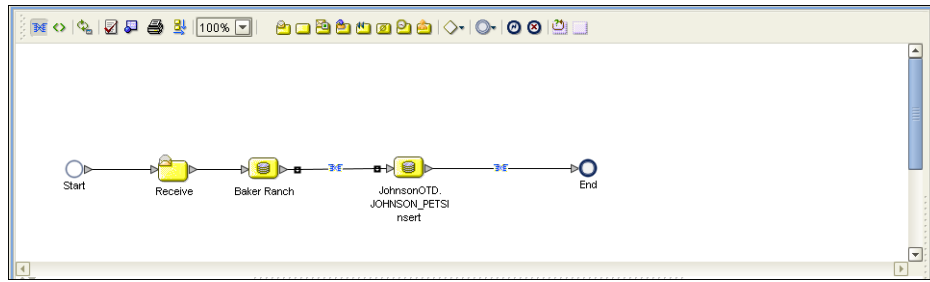 100%
Start
Receive
Baker Ranch
JohnsonOTD.
JOHNSON_PETSI
nsert
End